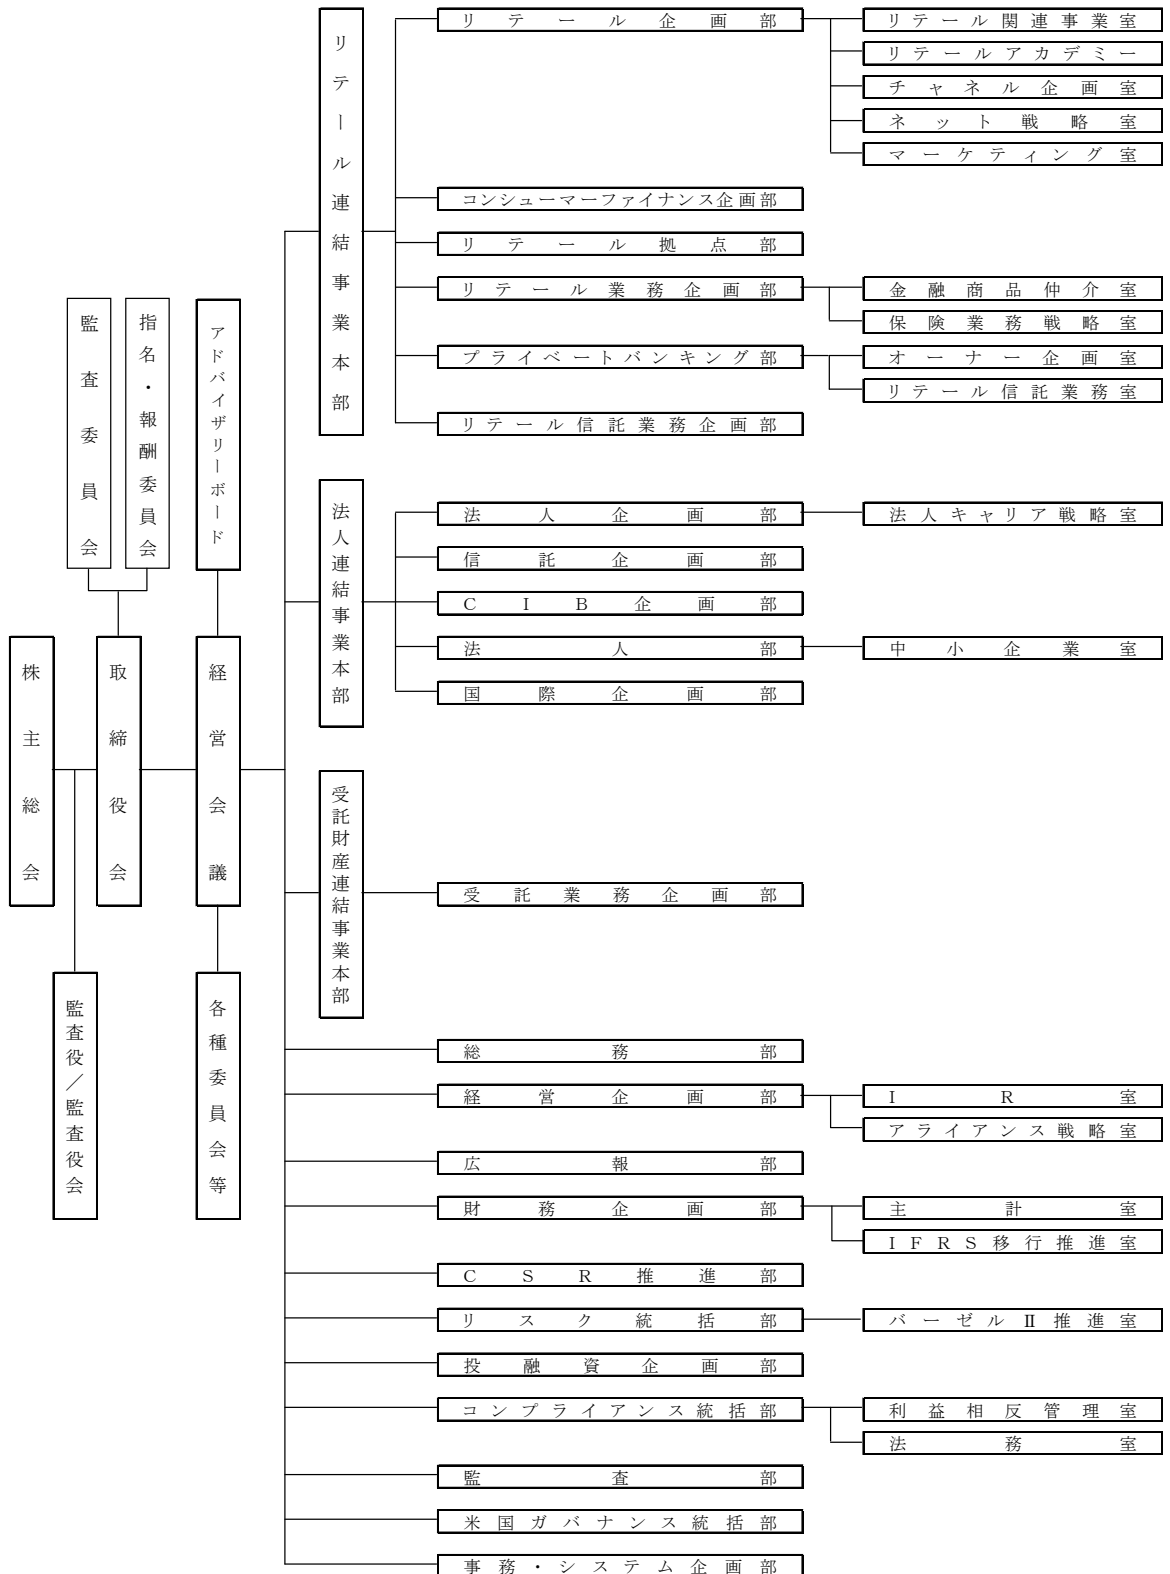 リテール連結事業本部
リテール企画部
リテール関連事業室
リテールアカデミー
チャネル企画室
ネット戦略室
マーケティング室
コンシューマーファイナンス企画部
リテール拠点部
リテール業務企画部
金融商品仲介室
保険業務戦略室
プライベートバンキング部
オーナー企画室
リテール信託業務室
リテール信託業務企画部
監査委員会
指名・報酬委員会
アドバイザリーボード
法人連結事業本部
法人企画部
法人キャリア戦略室
信託企画部
CIB企画部
法人部
中小企業室
国際企画部
株主総会
取締役会
経営会議
受託財産連結事業本部
受託業務企画部
監査役／監査役会
各種委員会等
総務部
経営企画部
IR室
アライアンス戦略室
広報部
財務企画部
主計室
IFRS移行推進室
CSR推進部
リスク統括部
バーゼルⅡ推進室
投融資企画部
コンプライアンス統括部
利益相反管理室
法務室
監査部
米国ガバナンス統括部
事務・システム企画部